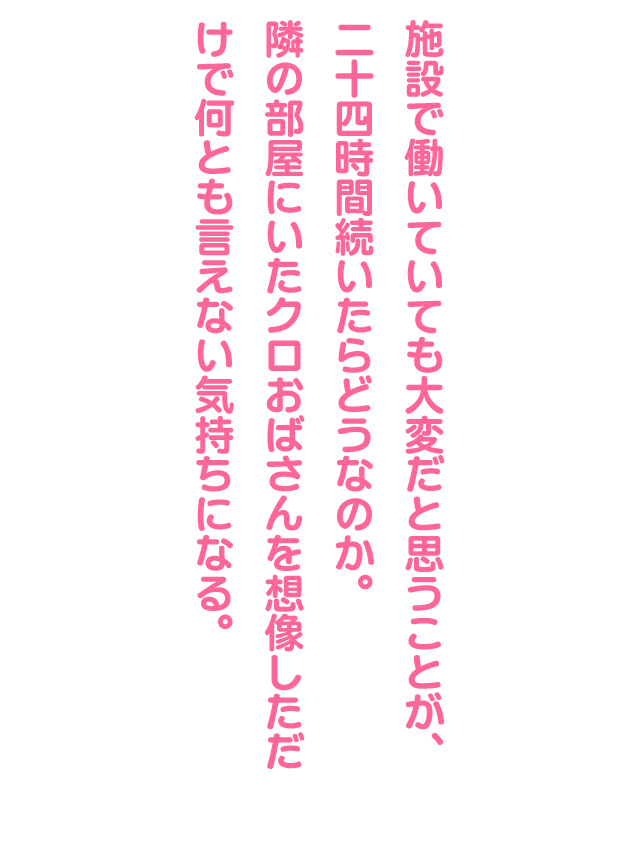 施設で働いていても大変だと思うことが、
二十四時間続いたらどうなのか。
隣の部屋にいたクロおばさんを想像しただ
けで何とも言えない気持ちになる。